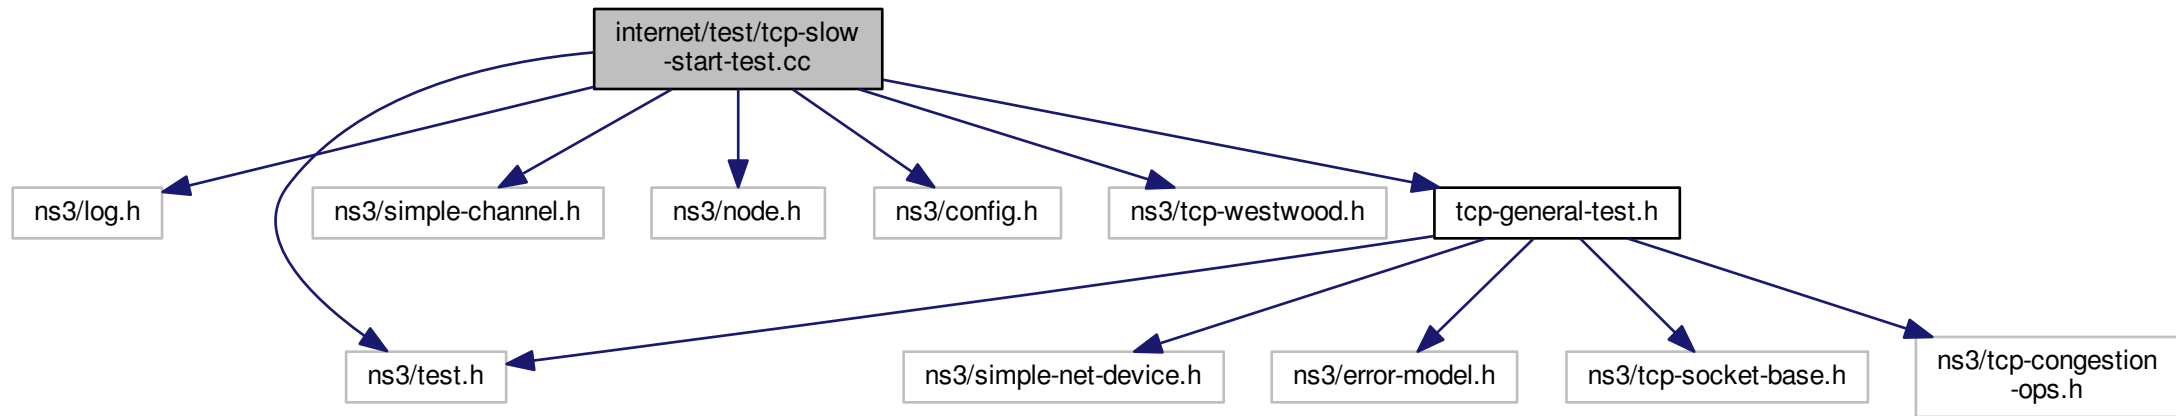 internet/test/tcp-slow
-start-test.cc
ns3/log.h
ns3/simple-channel.h
ns3/node.h
ns3/config.h
ns3/tcp-westwood.h
tcp-general-test.h
ns3/test.h
ns3/simple-net-device.h
ns3/error-model.h
ns3/tcp-socket-base.h
ns3/tcp-congestion
-ops.h